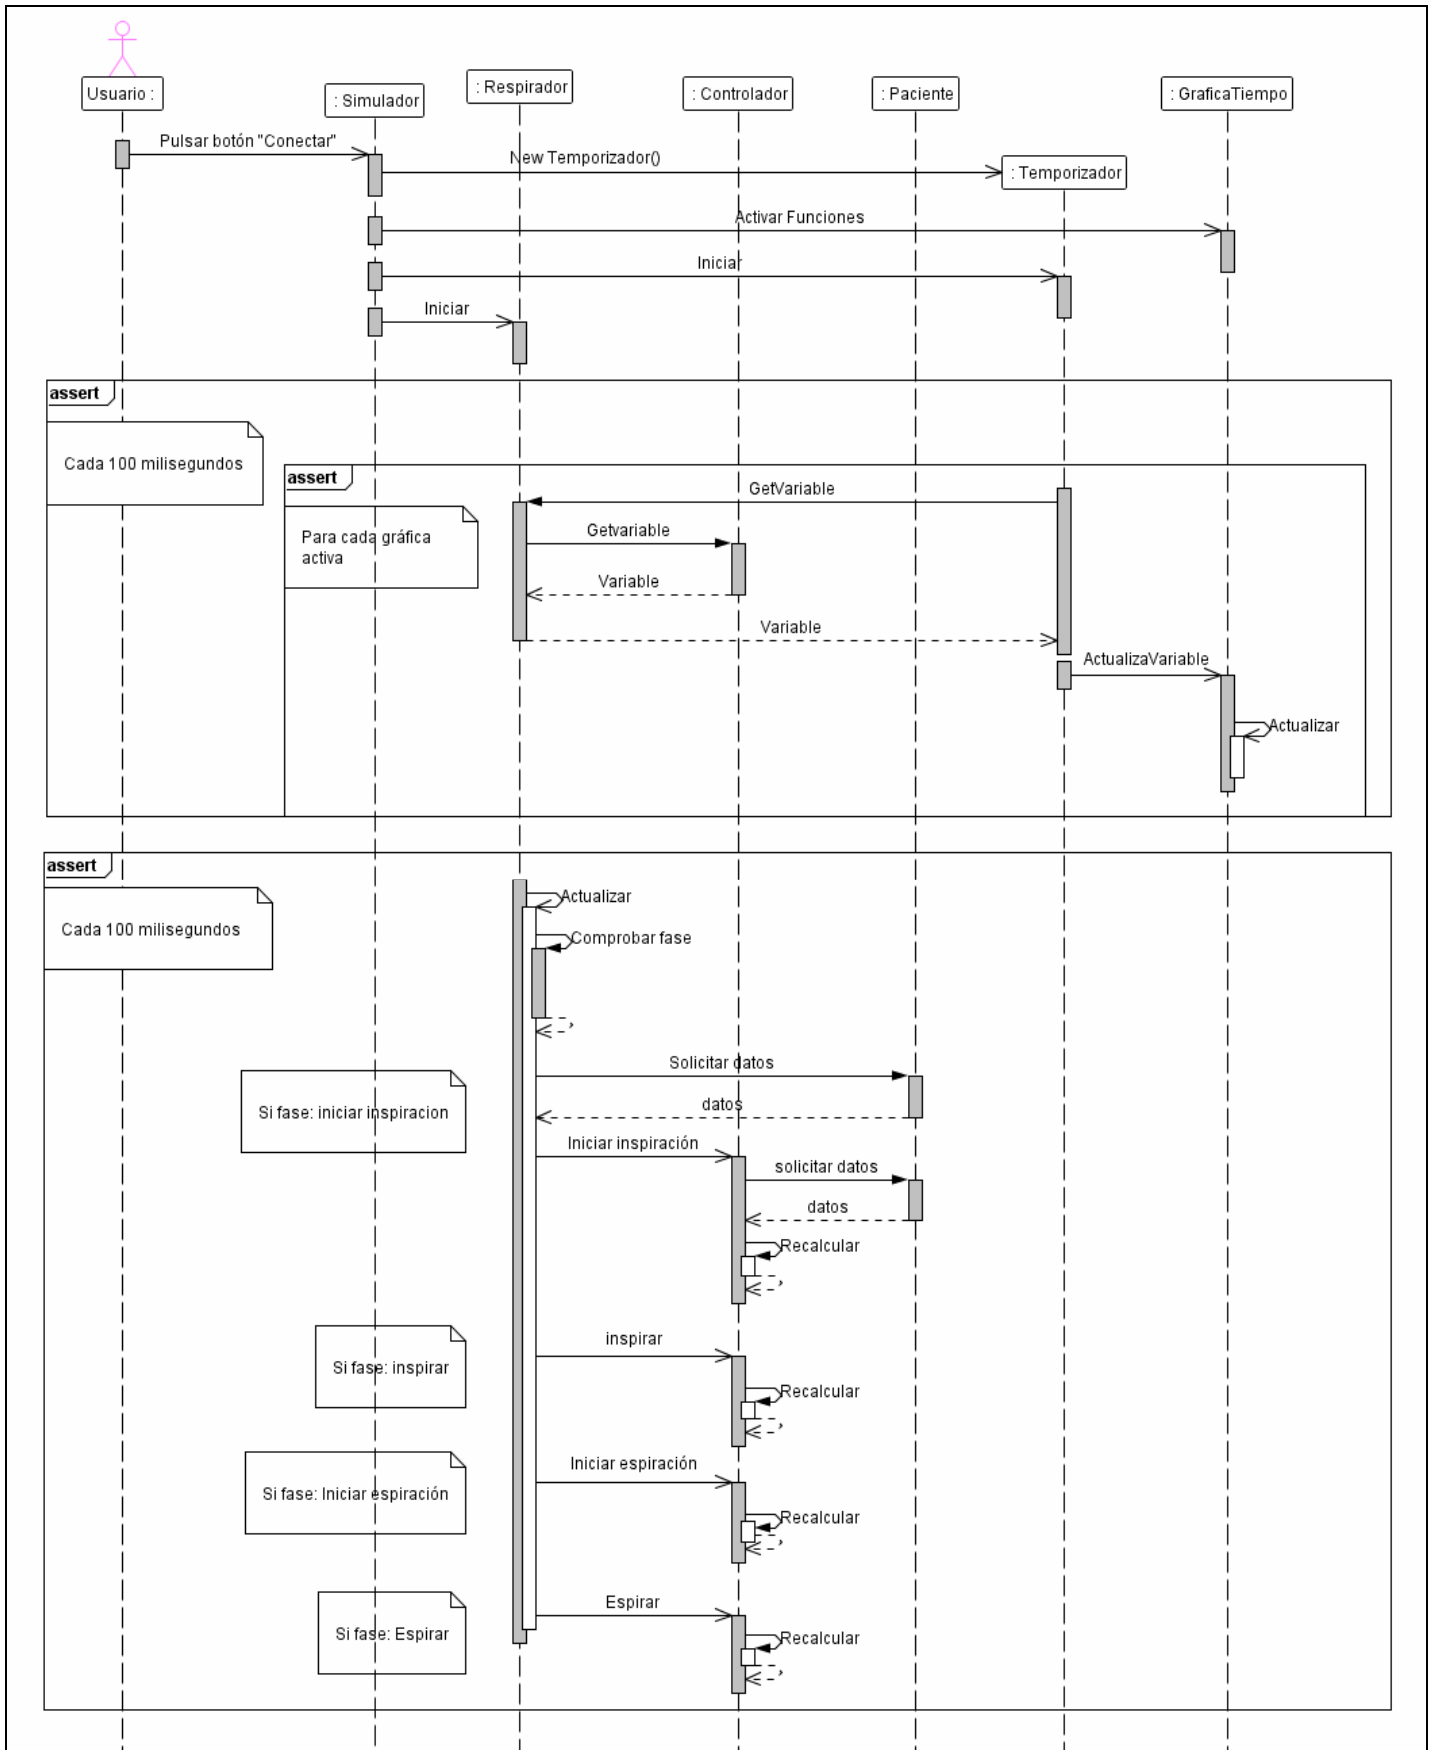 Usuario :
: Simulador
: Respirador
: Controlador
: Paciente
: GraficaTiempo
Pulsar botón "Conectar"
New Temporizador()
: Temporizador
Activar Funciones
Iniciar
Iniciar
assert
Cada 100 milisegundos
assert
GetVariable
Para cada gráfica
activa
Getvariable
Variable
Variable
ActualizaVariable
Actualizar
assert
Actualizar
Cada 100 milisegundos
Comprobar fase
Solicitar datos
Si fase: iniciar inspiracion
datos
Iniciar inspiración
solicitar datos
datos
Recalcular
inspirar
Si fase: inspirar
Recalcular
Iniciar espiración
Si fase: Iniciar espiración
Recalcular
Espirar
Si fase: Espirar
Recalcular